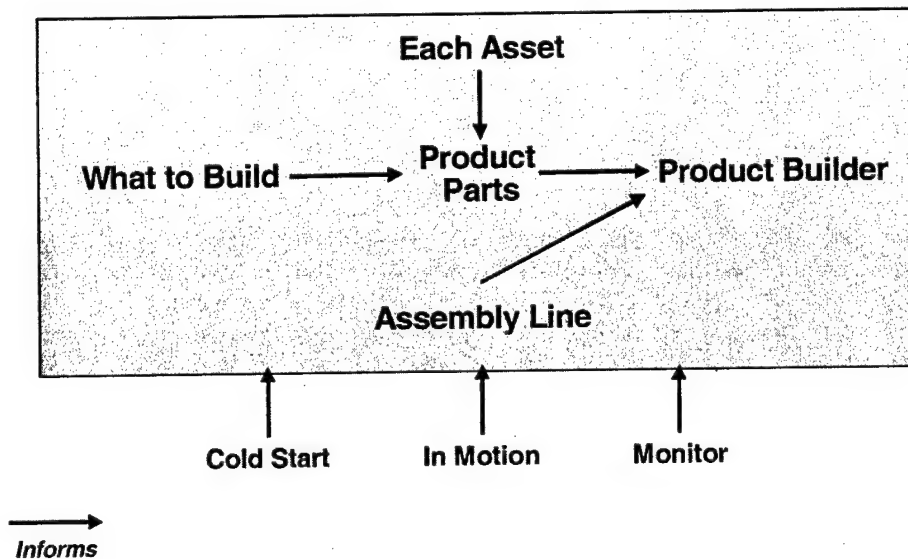 Each Asset
What to Build
Product
Parts
Product Builder
Assembly Line
Cold Start
In Motion
Monitor
Informs